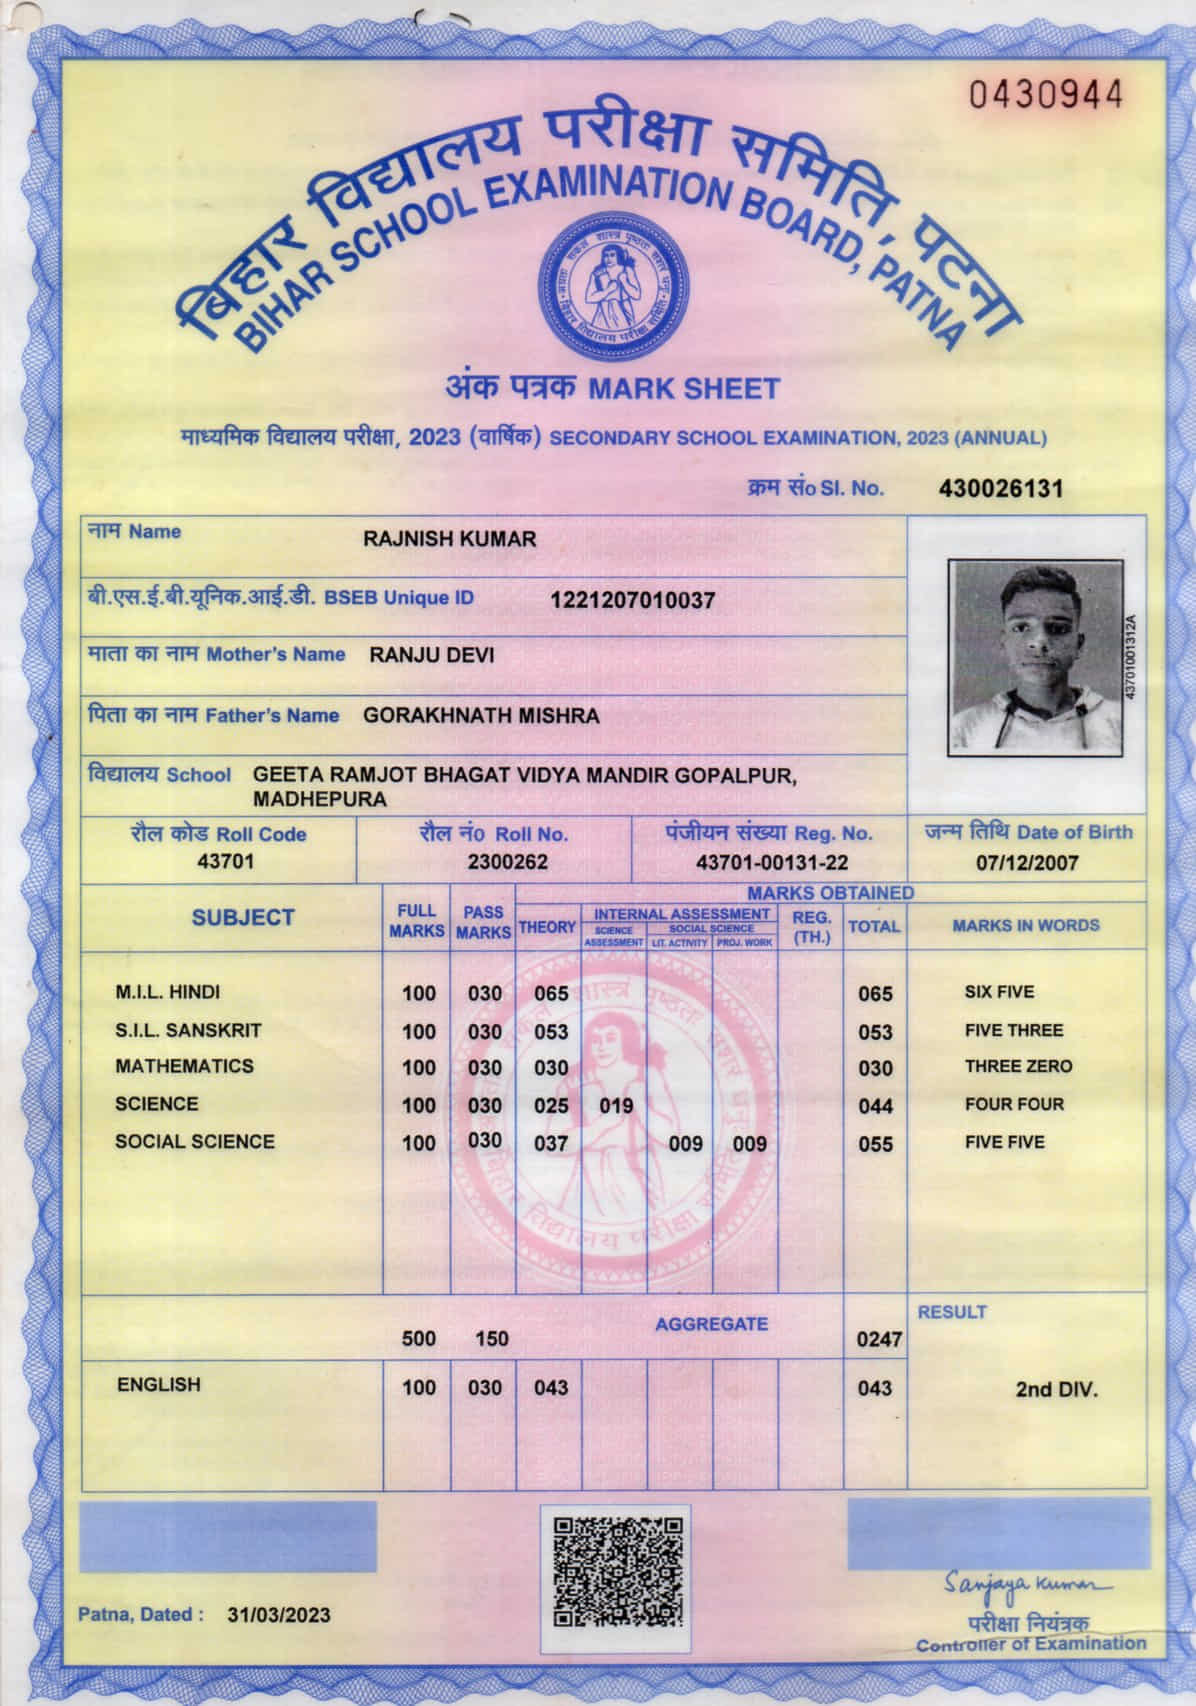 0430944
बिहार विद्यालय परीक्षा समिति, पटना
BIHAR SCHOOL EXAMINATION BOARD, PATNA
अंक पत्रक MARK SHEET
माध्यमिक विद्यालय परीक्षा, 2023 (वार्षिक) SECONDARY SCHOOL EXAMINATION, 2023 (ANNUAL)
क्रम सं० Sl. No. 430026131
नाम Name RAJNISH KUMAR
बी.एस.ई.बी.यूनिक.आई.डी. BSEB Unique ID 1221207010037
माता का नाम Mother's Name RANJU DEVI
पिता का नाम Father's Name GORAKHNATH MISHRA
43701001312A
विद्यालय School GEETA RAMJOT BHAGAT VIDYA MANDIR GOPALPUR,
MADHEPURA
रौल कोड Roll Code रौल नं० Roll No. पंजीयन संख्या Reg. No. जन्म तिथि Date of Birth
43701 2300262 43701-00131-22 07/12/2007
MARKS OBTAINED
SUBJECT FULL MARKS PASS MARKS THEORY INTERNAL ASSESSMENT REG. (TH.) TOTAL MARKS IN WORDS
SCIENCE ASSESSMENT SOCIAL SCIENCE LIT. ACTIVITY PROJ. WORK
M.I.L. HINDI 100 030 065 065 SIX FIVE
S.I.L. SANSKRIT 100 030 053 053 FIVE THREE
MATHEMATICS 100 030 030 030 THREE ZERO
SCIENCE 100 030 025 019 044 FOUR FOUR
SOCIAL SCIENCE 100 030 037 009 009 055 FIVE FIVE
बिहार विद्यालय परीक्षा समिति
500 150 AGGREGATE 0247 RESULT
ENGLISH 100 030 043 043 2nd DIV.
Sanjaya Kumar
Patna, Dated : 31/03/2023
परीक्षा नियंत्रक
Controller of Examination